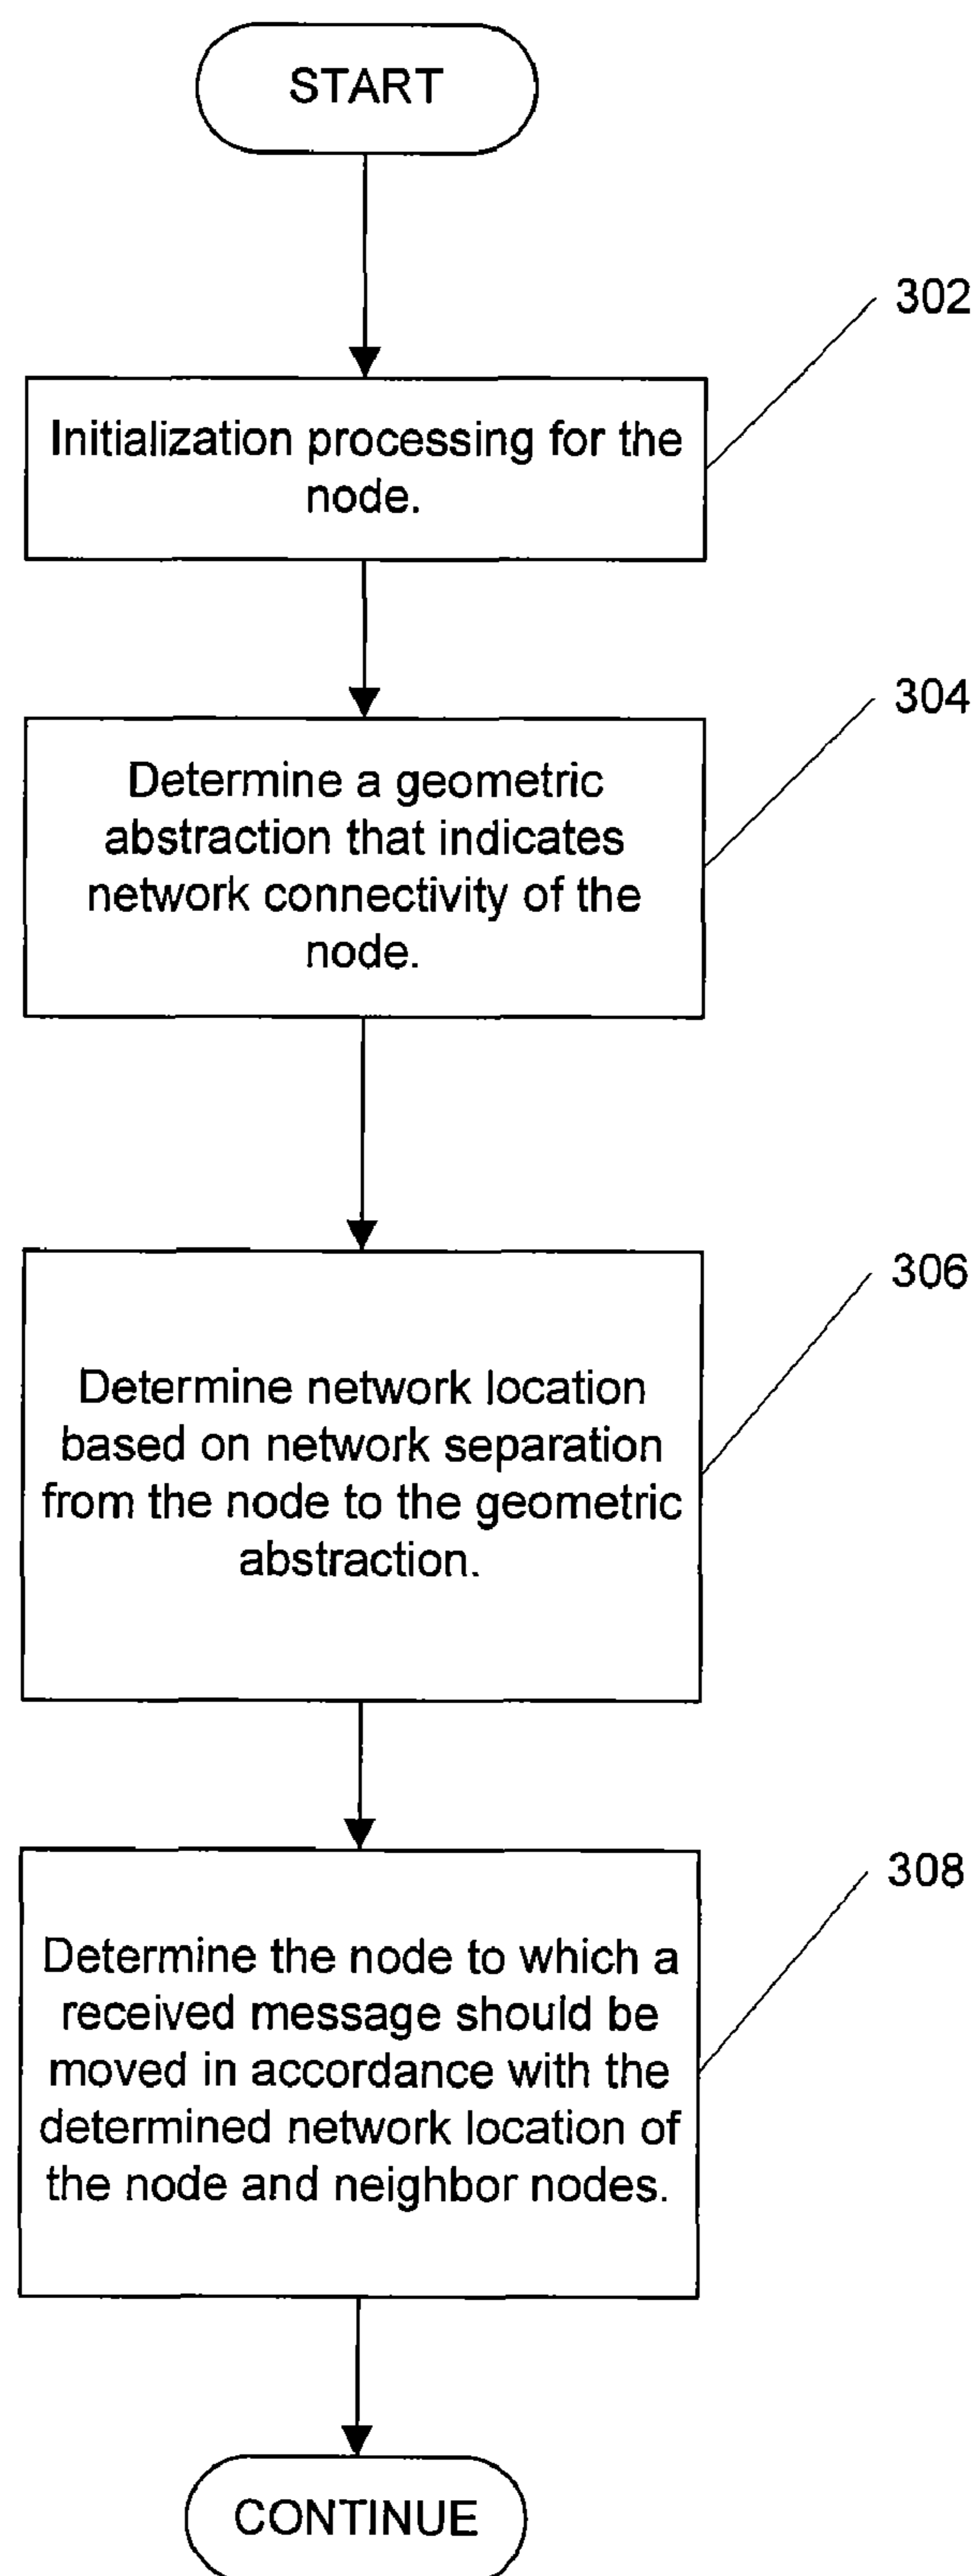 START
302
Initialization processing for the
node.
304
Determine a geometric
abstraction that indicates
network connectivity of the
node.
306
Determine network location
based on network separation
from the node to the geometric
abstraction.
308
Determine the node to which a
received message should be
moved in accordance with the
determined network location of
the node and neighbor nodes.
CONTINUE